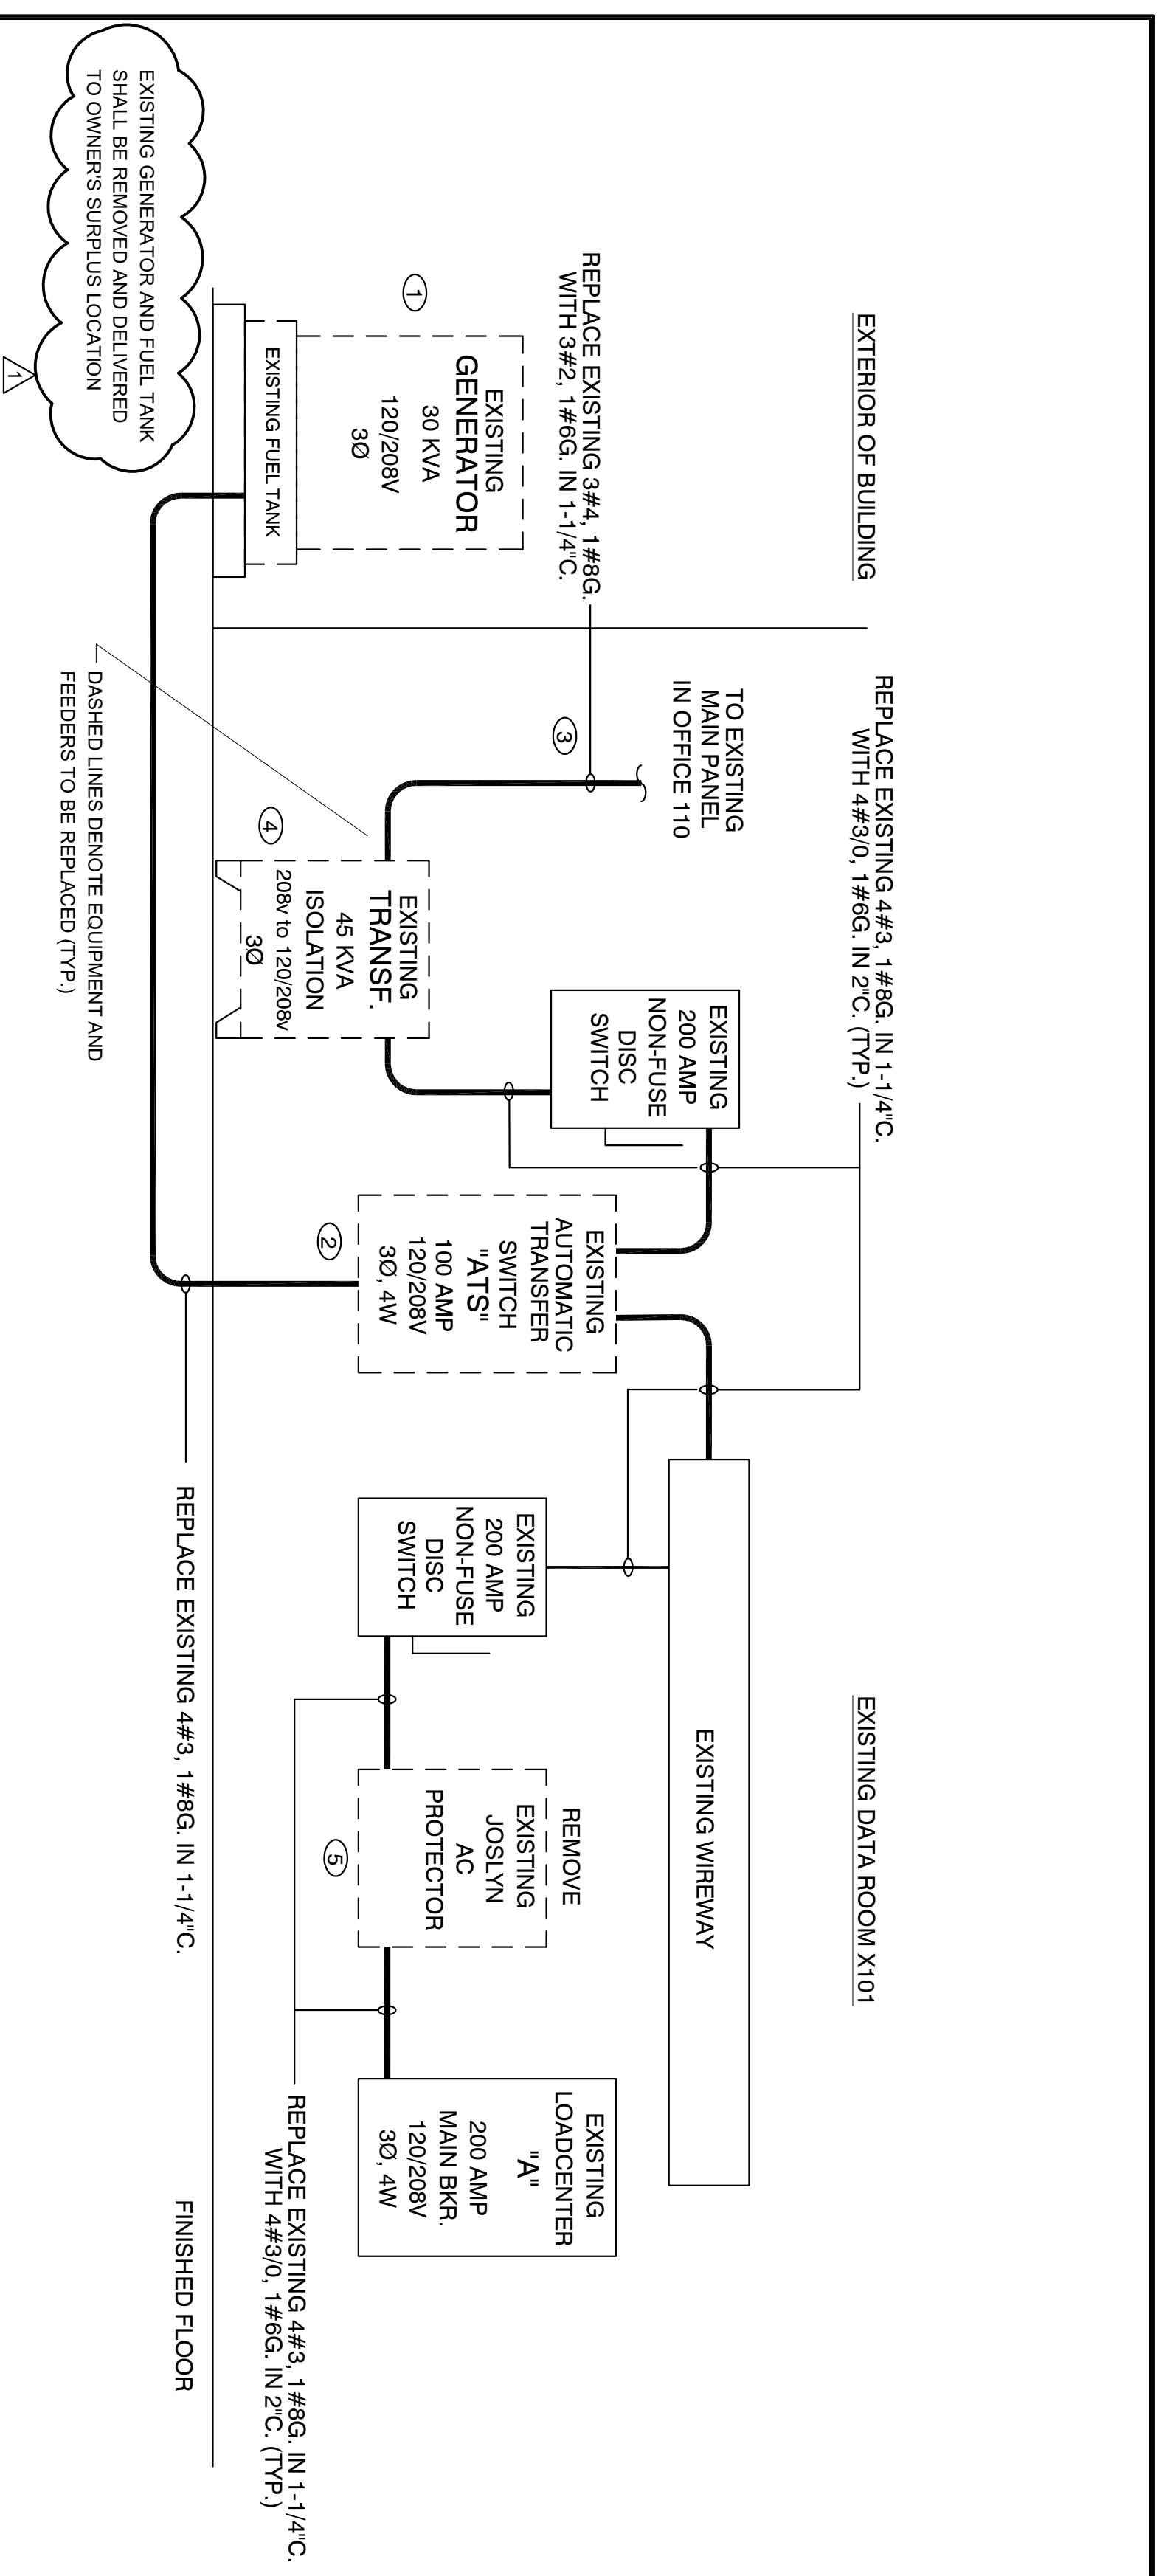 EXTERIOR OF BUILDING
EXISTING DATA ROOM X101
REPLACE EXISTING 4#3, 1#8G. IN 1-1/4"C.
WITH 4#3/0, 1#6G. IN 2"C. (TYP.)
TO EXISTING
MAIN PANEL
IN OFFICE 110
REPLACE EXISTING 3#4, 1#8G.
WITH 3#2, 1#6G. IN 1-1/4"C.
3
1
EXISTING
GENERATOR
30 KVA
120/208V
3Ø
EXISTING FUEL TANK
EXISTING GENERATOR AND FUEL TANK
SHALL BE REMOVED AND DELIVERED
TO OWNER'S SURPLUS LOCATION
1
4
EXISTING
TRANSF.
45 KVA
ISOLATION
208v to 120/208v
3Ø
EXISTING
200 AMP
NON-FUSE
DISC
SWITCH
EXISTING
AUTOMATIC
TRANSFER
SWITCH
"ATS"
100 AMP
120/208V
3Ø, 4W
2
EXISTING WIREWAY
EXISTING
200 AMP
NON-FUSE
DISC
SWITCH
REMOVE
EXISTING
JOSLYN
AC
PROTECTOR
5
EXISTING
LOADCENTER
"A"
200 AMP
MAIN BKR.
120/208V
3Ø, 4W
REPLACE EXISTING 4#3, 1#8G. IN 1-1/4"C.
WITH 4#3/0, 1#6G. IN 2"C. (TYP.)
REPLACE EXISTING 4#3, 1#8G. IN 1-1/4"C.
FINISHED FLOOR
DASHED LINES DENOTE EQUIPMENT AND
FEEDERS TO BE REPLACED (TYP.)